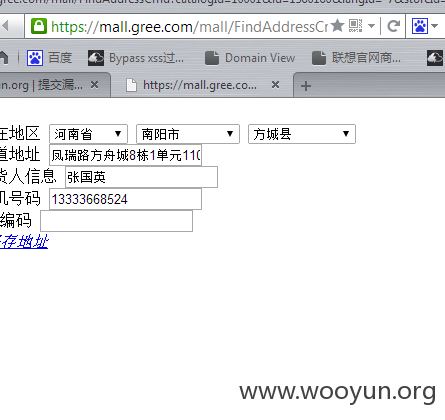 https://mall.gree.com/mall/FindAddressCr
百度 Bypass xss过... Domain View 联想官网商城
un.org | 提交漏... https://mall.gree.co...
在地区 河南省 南阳市 方城县
道地址 凤瑞路方舟城8栋1单元110
货人信息 张国英
机号码 13333668524
编码
存地址
www.wooyun.org